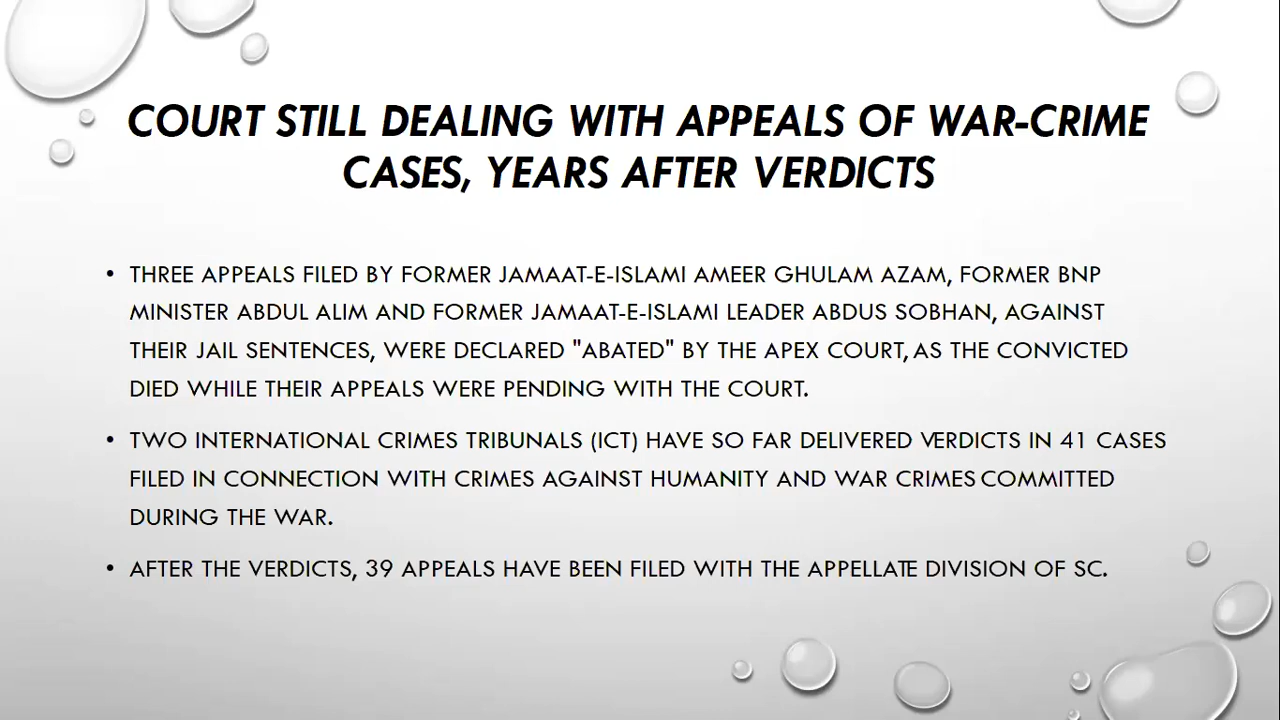 COURT STILL DEALING WITH APPEALS OF WAR-CRIME
CASES, YEARS AFTER VERDICTS
• THREE APPEALS FILED BY FORMER JAMAAT-E-ISLAMI AMEER GHULAM AZAM, FORMER BNP
MINISTER ABDUL ALIM AND FORMER JAMAAT-E-ISLAMI LEADER ABDUS SOBHAN, AGAINST
THEIR JAIL SENTENCES, WERE DECLARED "ABATED" BY THE APEX COURT, AS THE CONVICTED
DIED WHILE THEIR APPEALS WERE PENDING WITH THE COURT.
• TWO INTERNATIONAL CRIMES TRIBUNALS (ICT) HAVE SO FAR DELIVERED VERDICTS IN 41 CASES
FILED IN CONNECTION WITH CRIMES AGAINST HUMANITY AND WAR CRIMES COMMITTED
DURING THE WAR.
• AFTER THE VERDICTS, 39 APPEALS HAVE BEEN FILED WITH THE APPELLATE DIVISION OF SC.